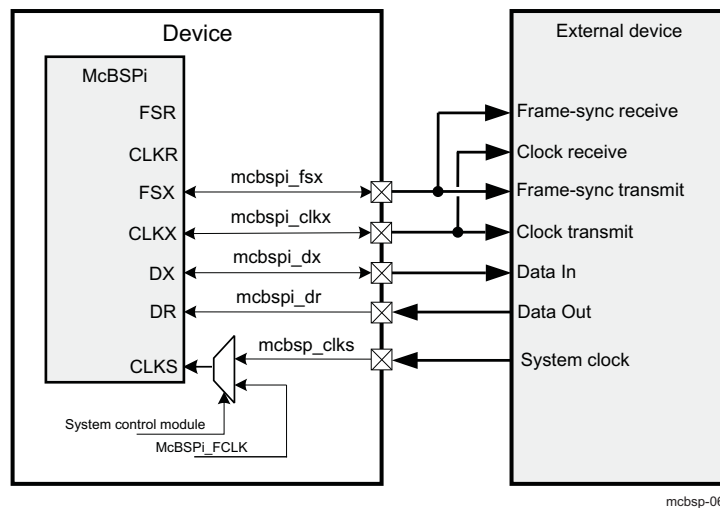 Device
External device
McBSPi
FSR
Frame-sync receive
CLKR
Clock receive
FSX
mcbspi_fsx
Frame-sync transmit
CLKX
mcbspi_clkx
Clock transmit
DX
mcbspi_dx
Data In
DR
mcbspi_dr
Data Out
CLKS
mcbsp_clks
System clock
System control module
McBSPi_FCLK